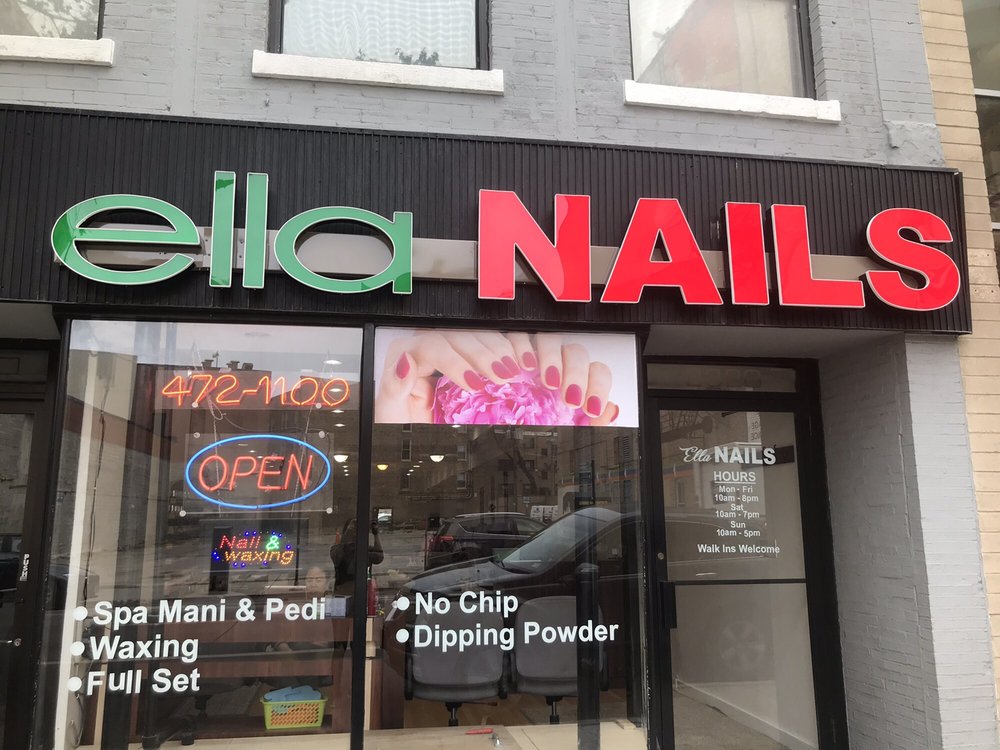 ella NAILS
472-1100
OPEN
Nail &
waxing
•Spa Mani & Pedi
•Waxing
•Full Set
•No Chip
•Dipping Powder
Ella NAILS
HOURS
Mon - Fri
10am - 8pm
Sat
10am - 7pm
Sun
10am - 5pm
Walk Ins Welcome
PUSH